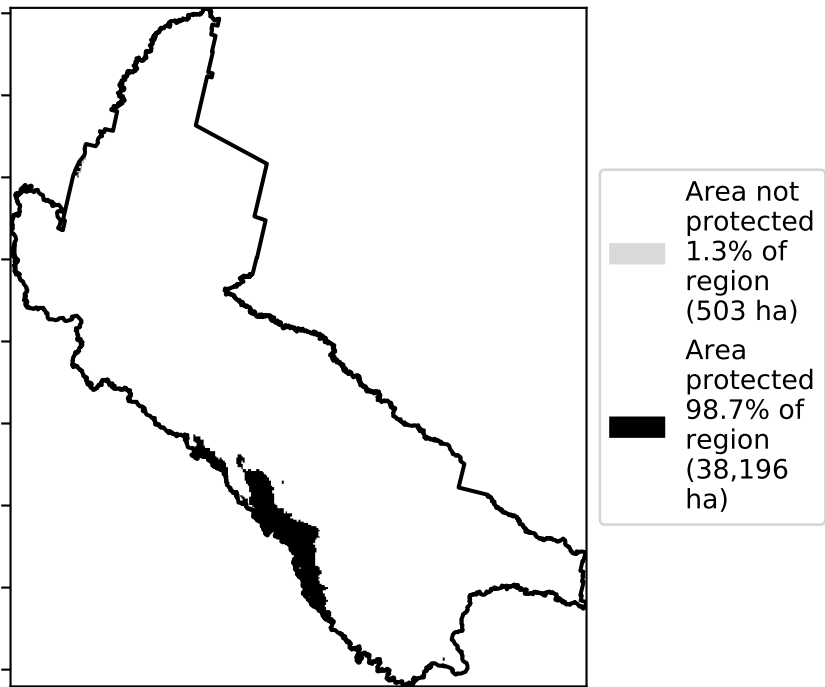 Area not
protected
1.3% of
region
(503 ha)
Area
protected
98.7% of
region
(38,196
ha)